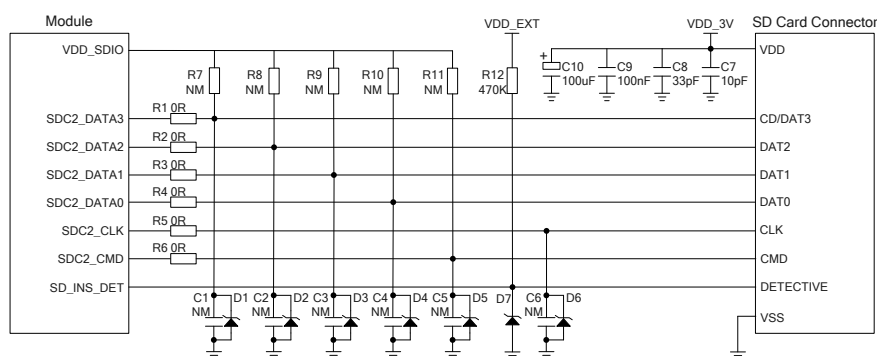 Module VDD_EXT VDD_3V SD Card Connector
VDD_SDIO VDD
R7 R8 R9 R10 R11 R12 + C10 C9 C8 C7
NM NM NM NM NM 470K 100uF 100nF 33pF 10pF
SDC2_DATA3 R1 0R CD/DAT3
SDC2_DATA2 R2 0R DAT2
SDC2_DATA1 R3 0R DAT1
SDC2_DATA0 R4 0R DAT0
SDC2_CLK R5 0R CLK
SDC2_CMD R6 0R CMD
SD_INS_DET DETECTIVE
C1 D1 C2 D2 C3 D3 C4 D4 C5 D5 D7 C6 D6
NM NM NM NM NM NM
VSS